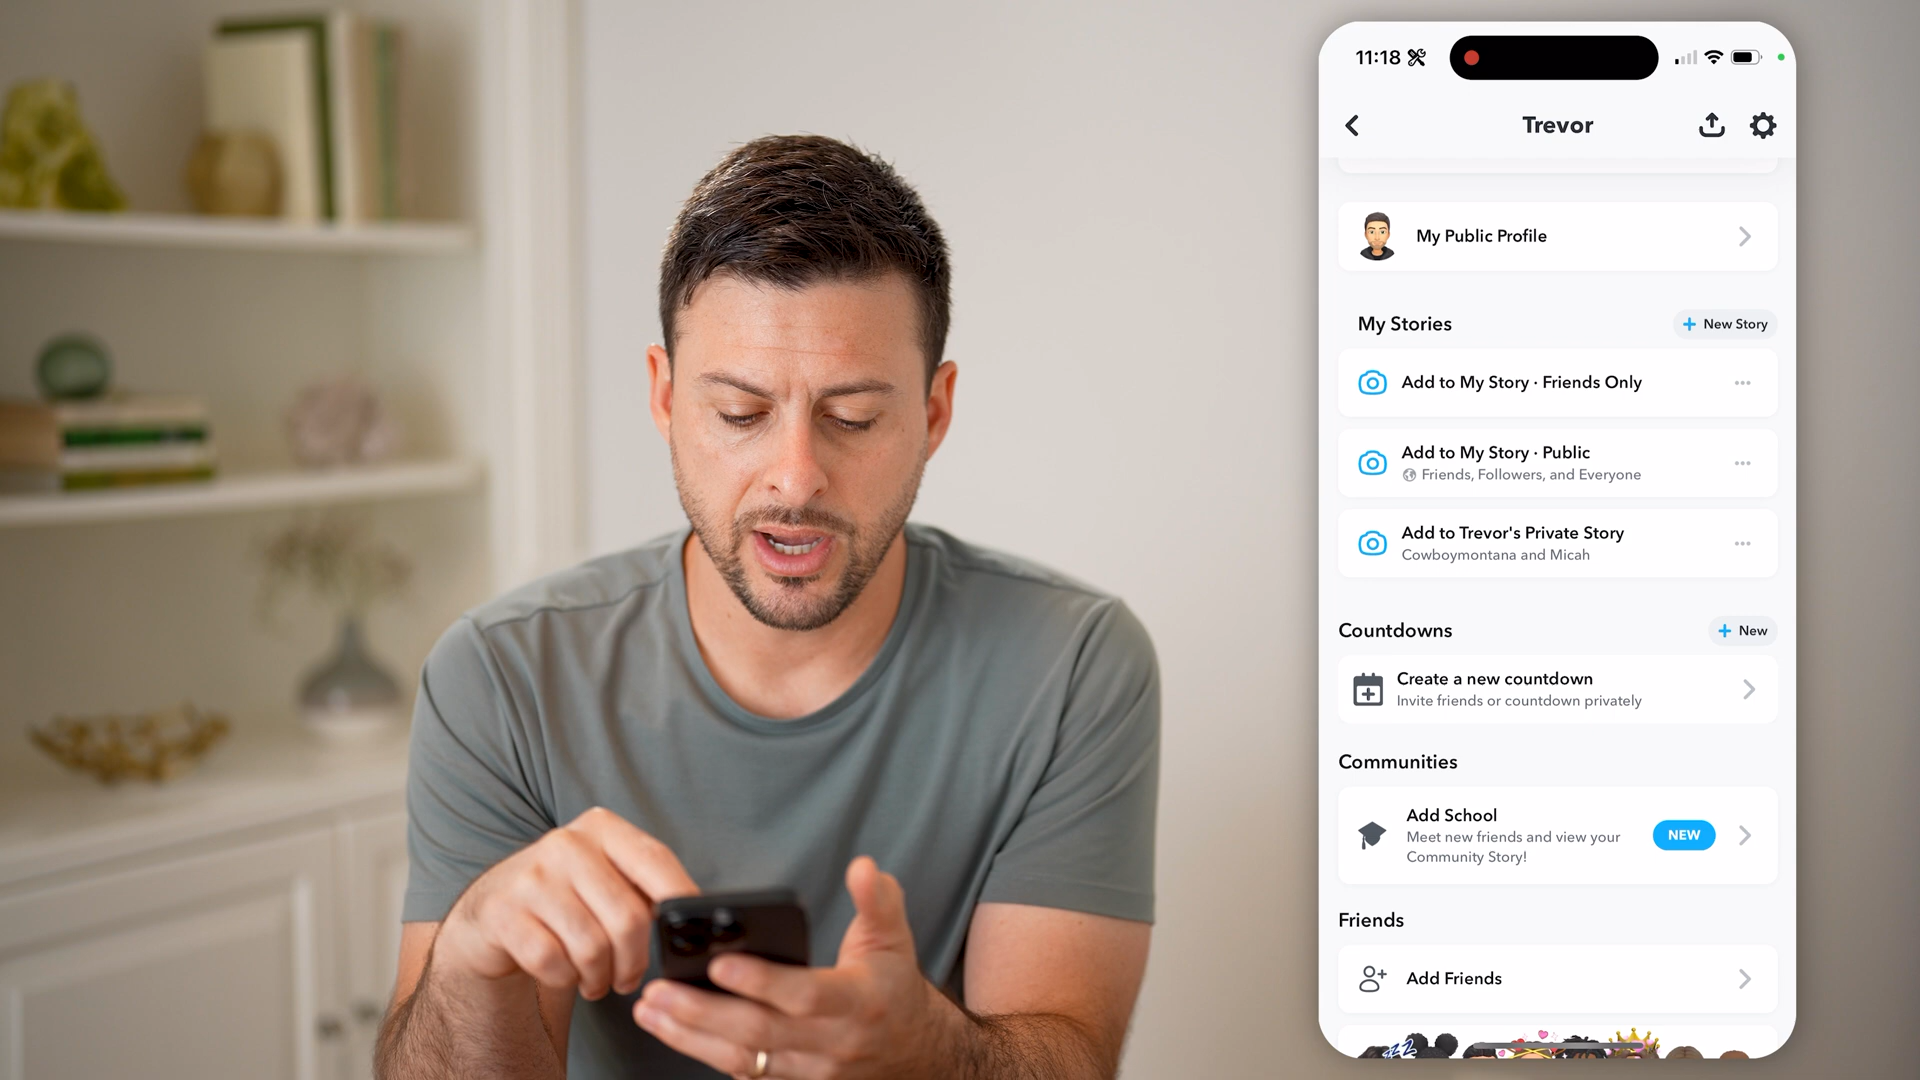 11:18
Trevor
My Public Profile
My Stories
+ New Story
Add to My Story · Friends Only
Add to My Story · Public
Friends, Followers, and Everyone
Add to Trevor's Private Story
Cowboymontana and Micah
Countdowns
+ New
Create a new countdown
Invite friends or countdown privately
Communities
Add School
Meet new friends and view your
Community Story!
NEW
Friends
Add Friends
zzz